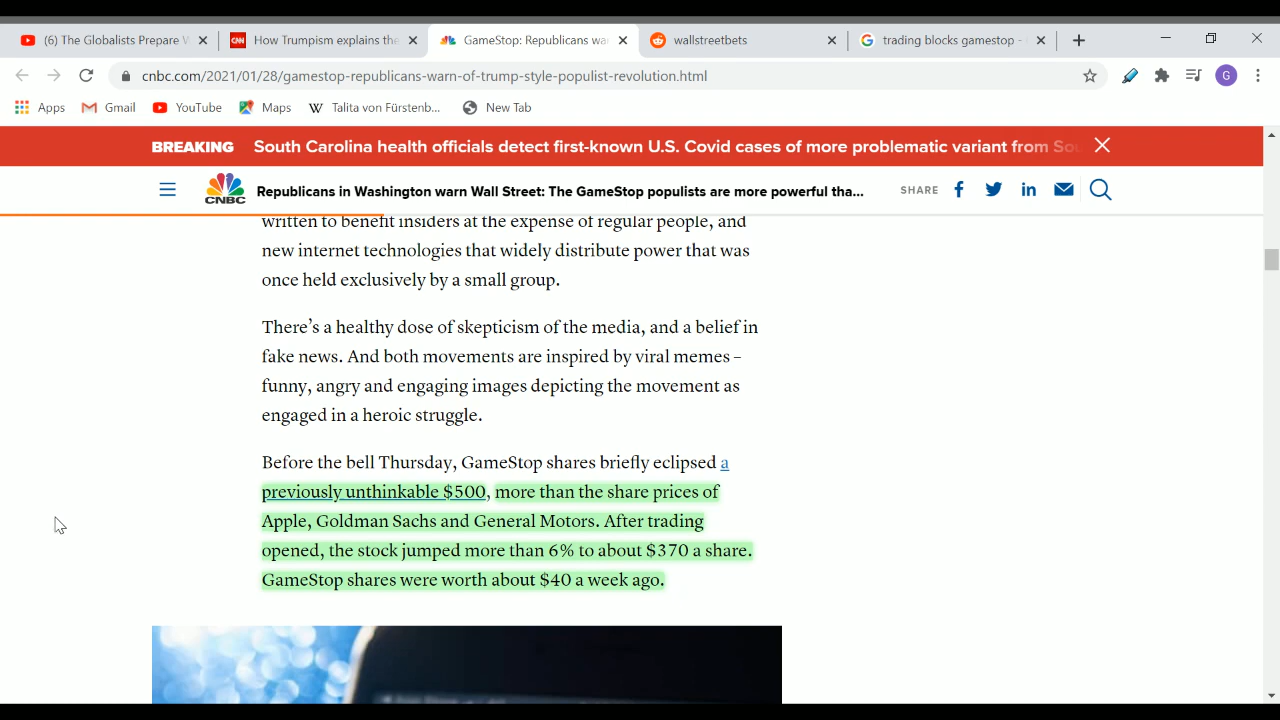 (6) The Globalists Prepare
How Trumpism explains the
GameStop: Republicans wa
wallstreetbets
trading blocks gamestop -
cnbc.com/2021/01/28/gamestop-republicans-warn-of-trump-style-populist-revolution.html
G
Apps
Gmail
YouTube
Maps
Talita von Fürstenb...
New Tab
BREAKING South Carolina health officials detect first-known U.S. Covid cases of more problematic variant from
CNBC
Republicans in Washington warn Wall Street: The GameStop populists are more powerful tha...
SHARE
written to benefit insiders at the expense of regular people, and
new internet technologies that widely distribute power that was
once held exclusively by a small group.
There’s a healthy dose of skepticism of the media, and a belief in
fake news. And both movements are inspired by viral memes –
funny, angry and engaging images depicting the movement as
engaged in a heroic struggle.
Before the bell Thursday, GameStop shares briefly eclipsed a
previously unthinkable $500, more than the share prices of
Apple, Goldman Sachs and General Motors. After trading
opened, the stock jumped more than 6% to about $370 a share.
GameStop shares were worth about $40 a week ago.